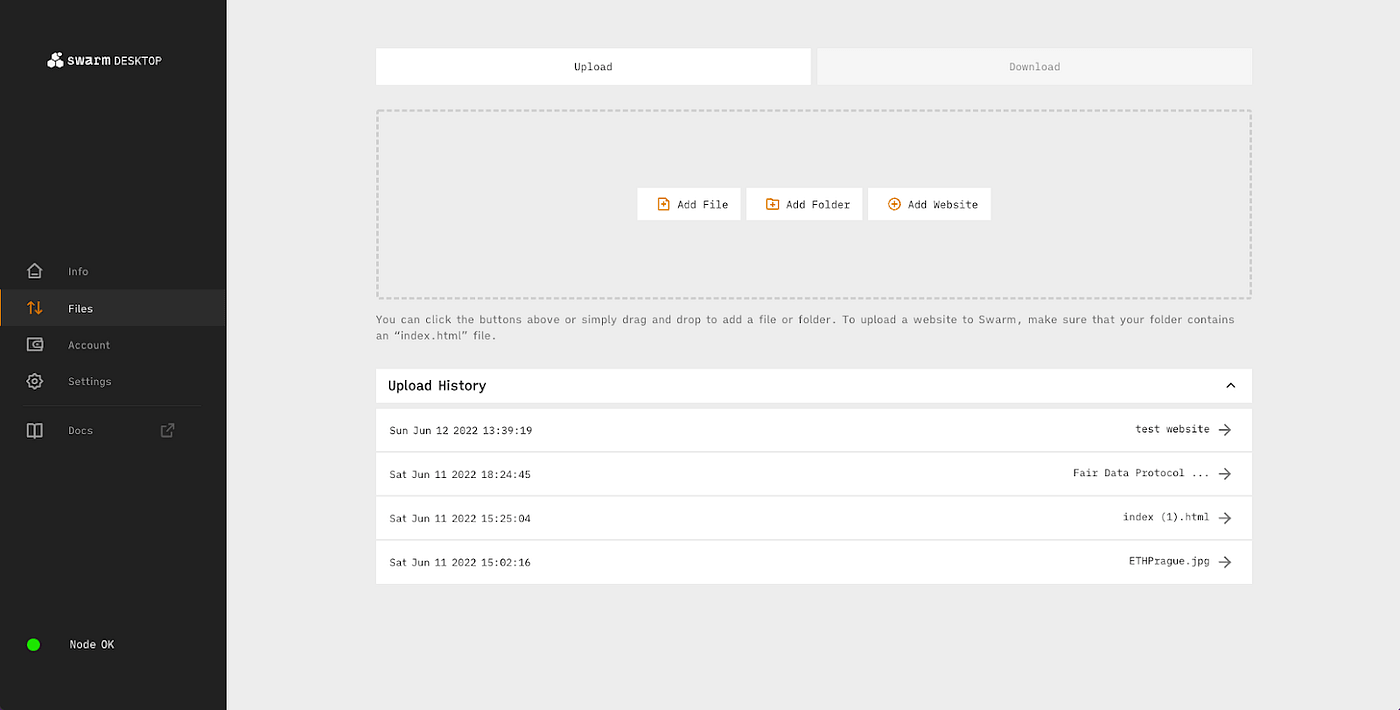 swarm DESKTOP
Info
Files
Account
Settings
Docs
Node OK
Upload
Download
Add File
Add Folder
Add Website
You can click the buttons above or simply drag and drop to add a file or folder. To upload a website to Swarm, make sure that your folder contains
an “index.html” file.
Upload History
Sun Jun 12 2022 13:39:19 test website
Sat Jun 11 2022 18:24:45 Fair Data Protocol ...
Sat Jun 11 2022 15:25:04 index (1).html
Sat Jun 11 2022 15:02:16 ETHPrague.jpg